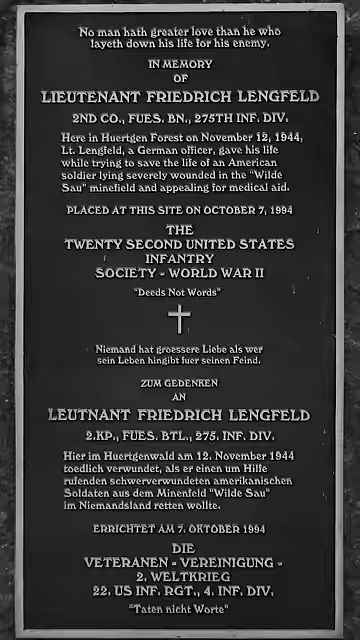 No man hath greater love than he who
layeth down his life for his enemy.
IN MEMORY
OF
LIEUTENANT FRIEDRICH LENGFELD
2ND CO., FUES. BN., 275TH INF. DIV.
Here in Huertgen Forest on November 12, 1944,
Lt. Lengfeld, a German officer, gave his life
while trying to save the life of an American
soldier lying severely wounded in the "Wilde
Sau" minefield and appealing for medical aid.
PLACED AT THIS SITE ON OCTOBER 7, 1994
THE
TWENTY SECOND UNITED STATES
INFANTRY
SOCIETY - WORLD WAR II
"Deeds Not Words"
Niemand hat groessere Liebe als wer
sein Leben hingibt fuer seinen Feind.
ZUM GEDENKEN
AN
LEUTNANT FRIEDRICH LENGFELD
2.KP., FUES. BTL., 275. INF. DIV.
Hier im Huertgenwald am 12. November 1944
toedlich verwundet, als er einen um Hilfe
rufenden schwerverwundeten amerikanischen
Soldaten aus dem Minenfeld "Wilde Sau"
im Niemandsland retten wollte.
ERRICHTET AM 7. OKTOBER 1994
DIE
VETERANEN - VEREINIGUNG -
2. WELTKRIEG
22. US INF. RGT., 4. INF. DIV.
"Taten nicht Worte"